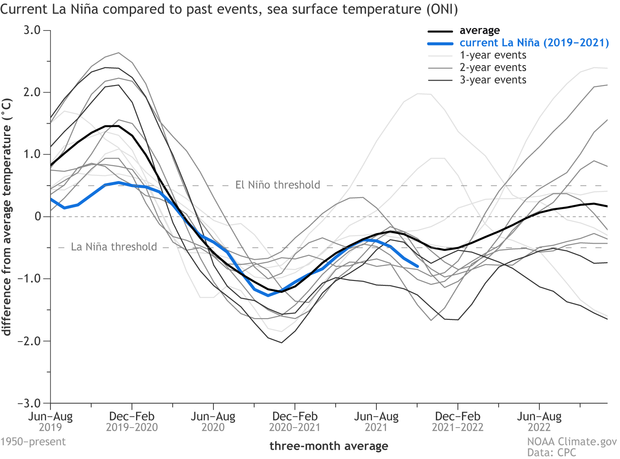 Current La Niña compared to past events, sea surface temperature (ONI)
average
current La Niña (2019–2021)
1-year events
2-year events
3-year events
difference from average temperature (°C)
3.0
2.0
1.0
0
−1.0
−2.0
−3.0
El Niño threshold
La Niña threshold
Jun–Aug Dec–Feb Jun–Aug Dec–Feb Jun–Aug Dec–Feb Jun–Aug
2019 2019–2020 2020 2020–2021 2021 2021–2022 2022
1950–present
three-month average
NOAA Climate.gov
Data: CPC